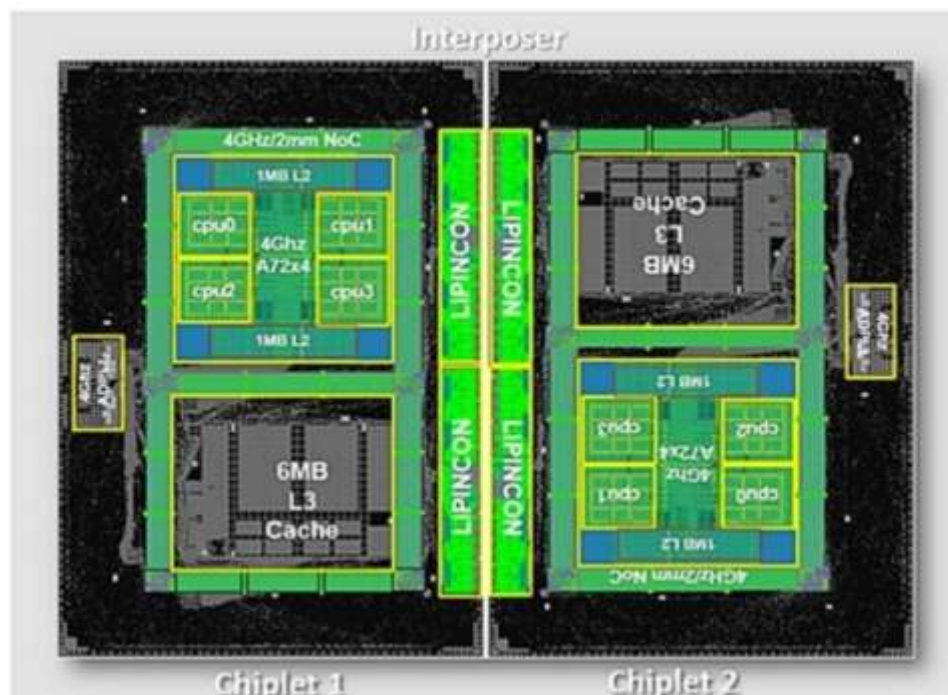 Interposer
4GHz/2mm NoC
1MB L2
cpu0
cpu1
4Ghz
A72x4
cpu2
cpu3
1MB L2
6MB
L3
Cache
LIPINCON
LIPINCON
LIPINCON
LIPINCON
6MB
L3
Cache
4GHz
1MB L2
cpu3
cpu2
4Ghz
A72x4
cpu1
cpu0
1MB L2
4GHz/2mm NoC
Chiplet 1
Chiplet 2